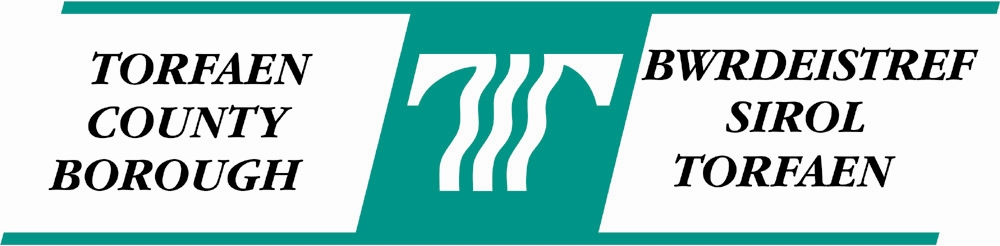 TORFAEN
COUNTY
BOROUGH
BWRDEISTREF
SIROL
TORFAEN